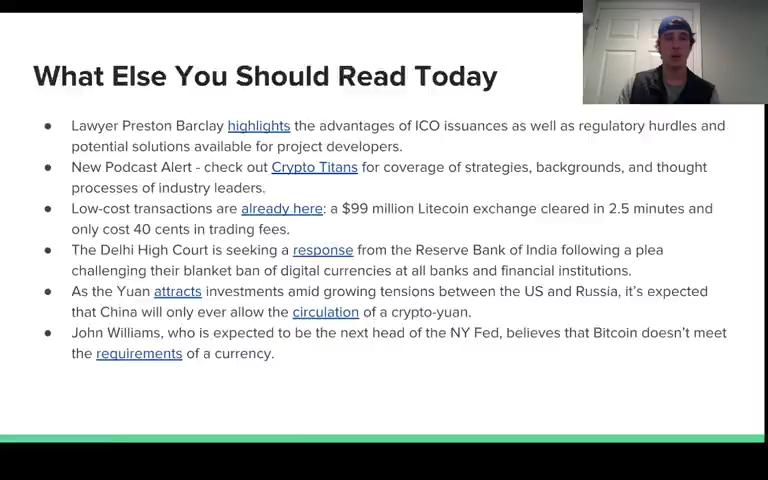 What Else You Should Read Today
● Lawyer Preston Barclay highlights the advantages of ICO issuances as well as regulatory hurdles and
potential solutions available for project developers.
● New Podcast Alert - check out Crypto Titans for coverage of strategies, backgrounds, and thought
processes of industry leaders.
● Low-cost transactions are already here: a $99 million Litecoin exchange cleared in 2.5 minutes and
only cost 40 cents in trading fees.
● The Delhi High Court is seeking a response from the Reserve Bank of India following a plea
challenging their blanket ban of digital currencies at all banks and financial institutions.
● As the Yuan attracts investments amid growing tensions between the US and Russia, it's expected
that China will only ever allow the circulation of a crypto-yuan.
● John Williams, who is expected to be the next head of the NY Fed, believes that Bitcoin doesn't meet
the requirements of a currency.